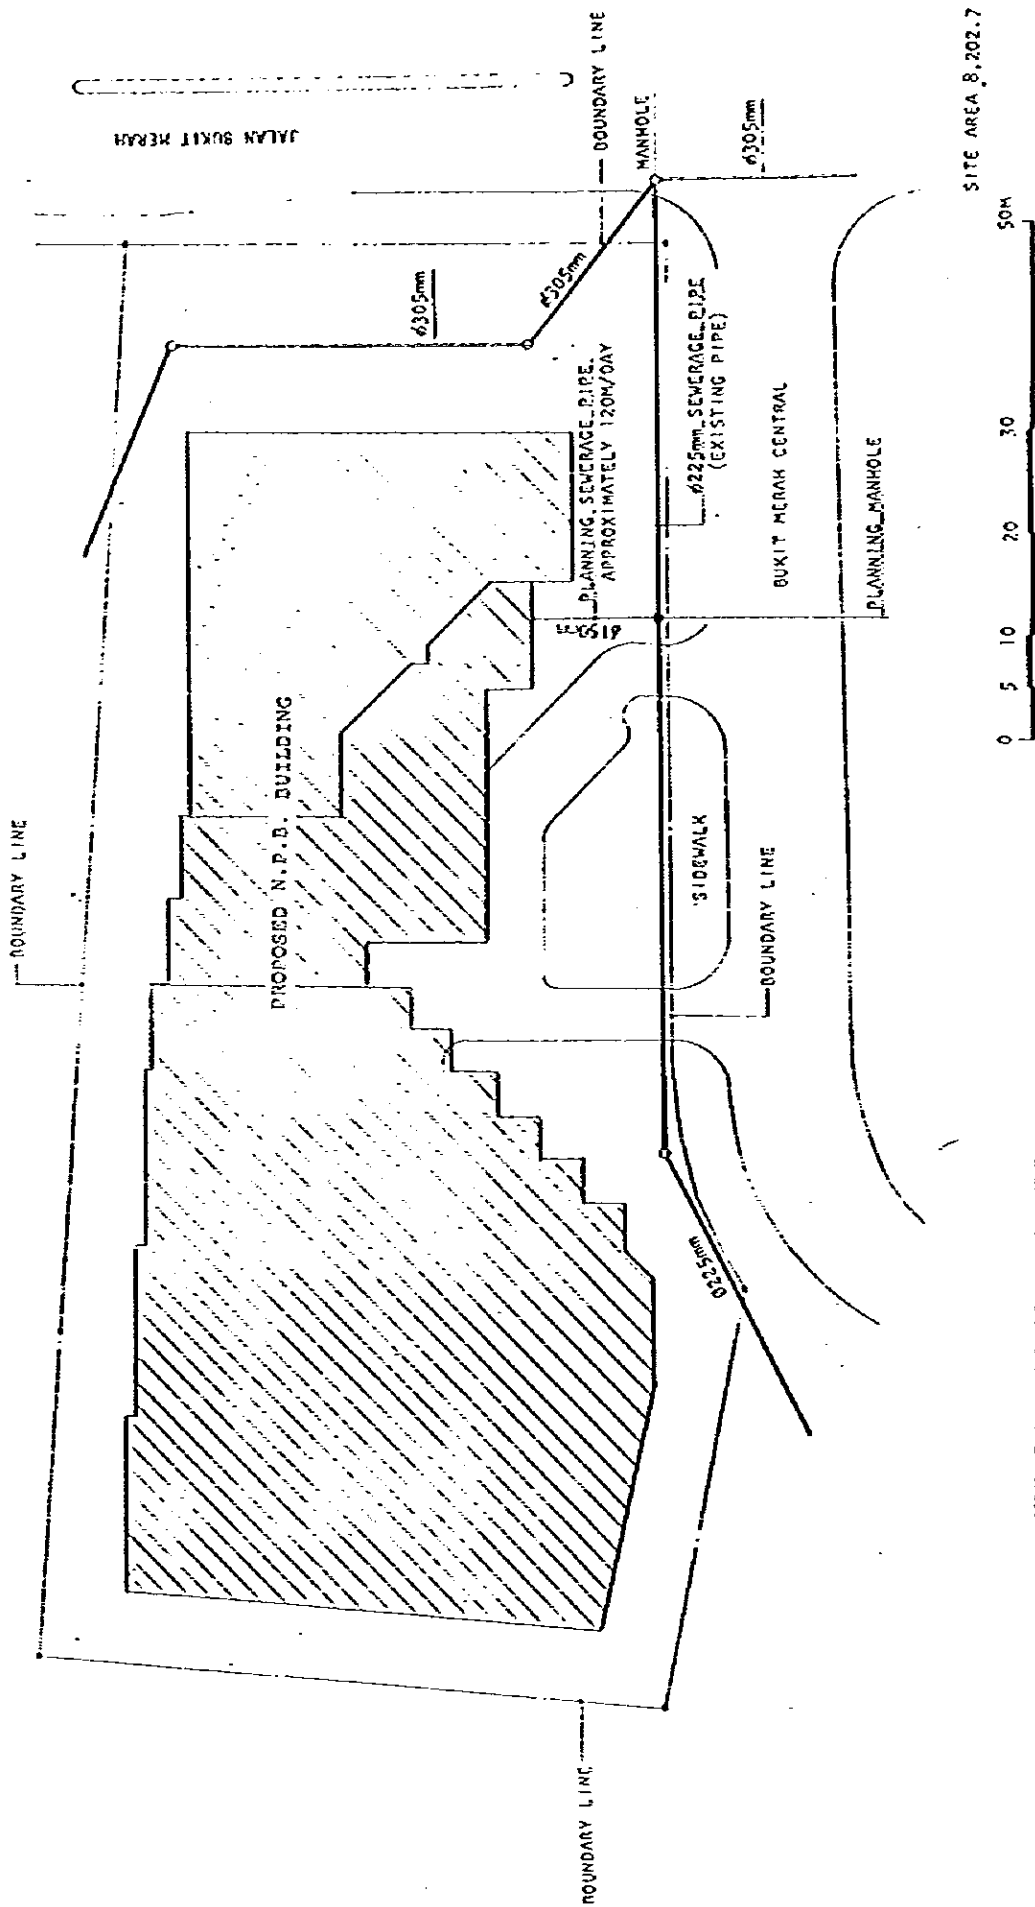 BOUNDARY LINE
JALAN BUKIT MERAH
BOUNDARY LINE
MANHOLE
ø305mm
ø305mm
ø305mm
PROPOSED N.P.B. BUILDING
PLANNING SEWERAGE PIPE.
APPROXIMATELY 120M/DAY
ø225mm SEWERAGE PIPE
(EXISTING PIPE)
BUKIT MERAH CENTRAL
PLANNING MANHOLE
SIDEWALK
BOUNDARY LINE
Ø225mm
BOUNDARY LINE
SITE AREA 8,202.7
0 5 10 20 30 50M